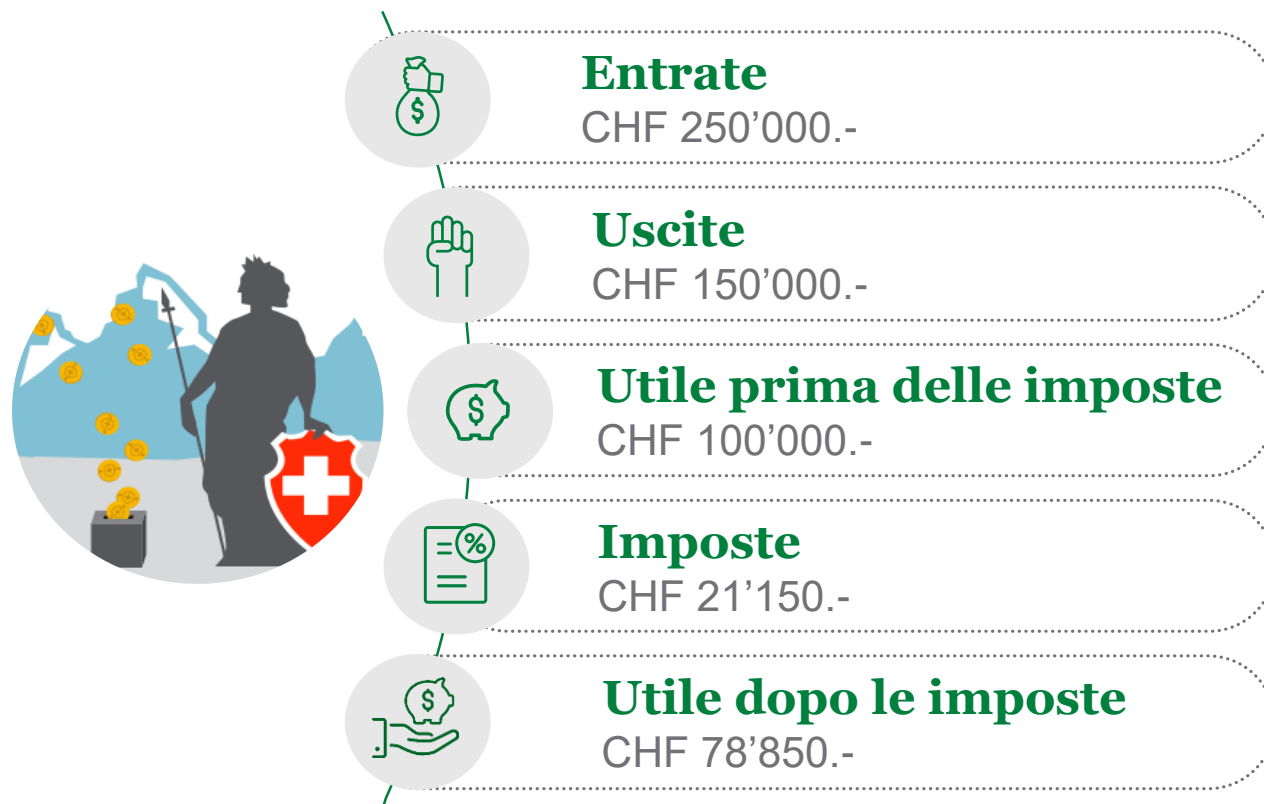 Entrate
CHF 250’000.-
Uscite
CHF 150’000.-
Utile prima delle imposte
CHF 100’000.-
Imposte
CHF 21’150.-
Utile dopo le imposte
CHF 78’850.-